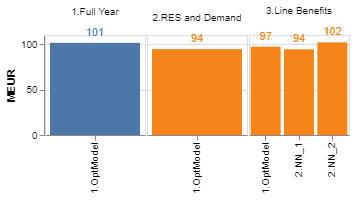 1.Full Year
2.RES and Demand
3.Line Benefits
101
94
97
94
102
100
50
0
MEUR
1.OptModel
1.OptModel
1.OptModel
2.NN_1
2.NN_2